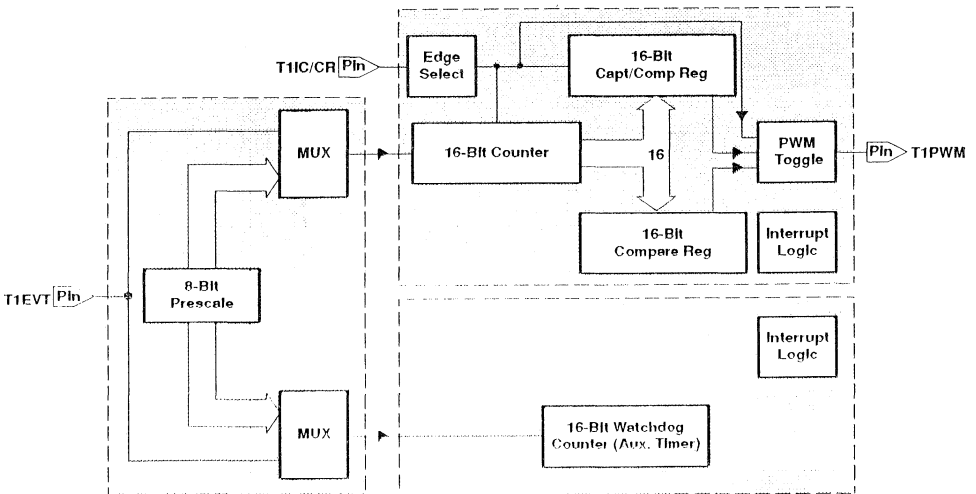 T1IC/CR
Pin
Edge
Select
16-Bit
Capt/Comp Reg
MUX
16-Bit Counter
16
PWM
Toggle
Pin
T1PWM
16-Bit
Compare Reg
Interrupt
Logic
T1EVT
Pin
8-Bit
Prescale
Interrupt
Logic
MUX
16-Bit Watchdog
Counter (Aux. Timer)